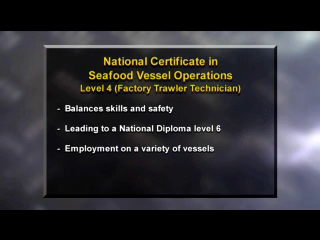 National Certificate in
Seafood Vessel Operations
Level 4 (Factory Trawler Technician)
- Balances skills and safety
- Leading to a National Diploma level 6
- Employment on a variety of vessels